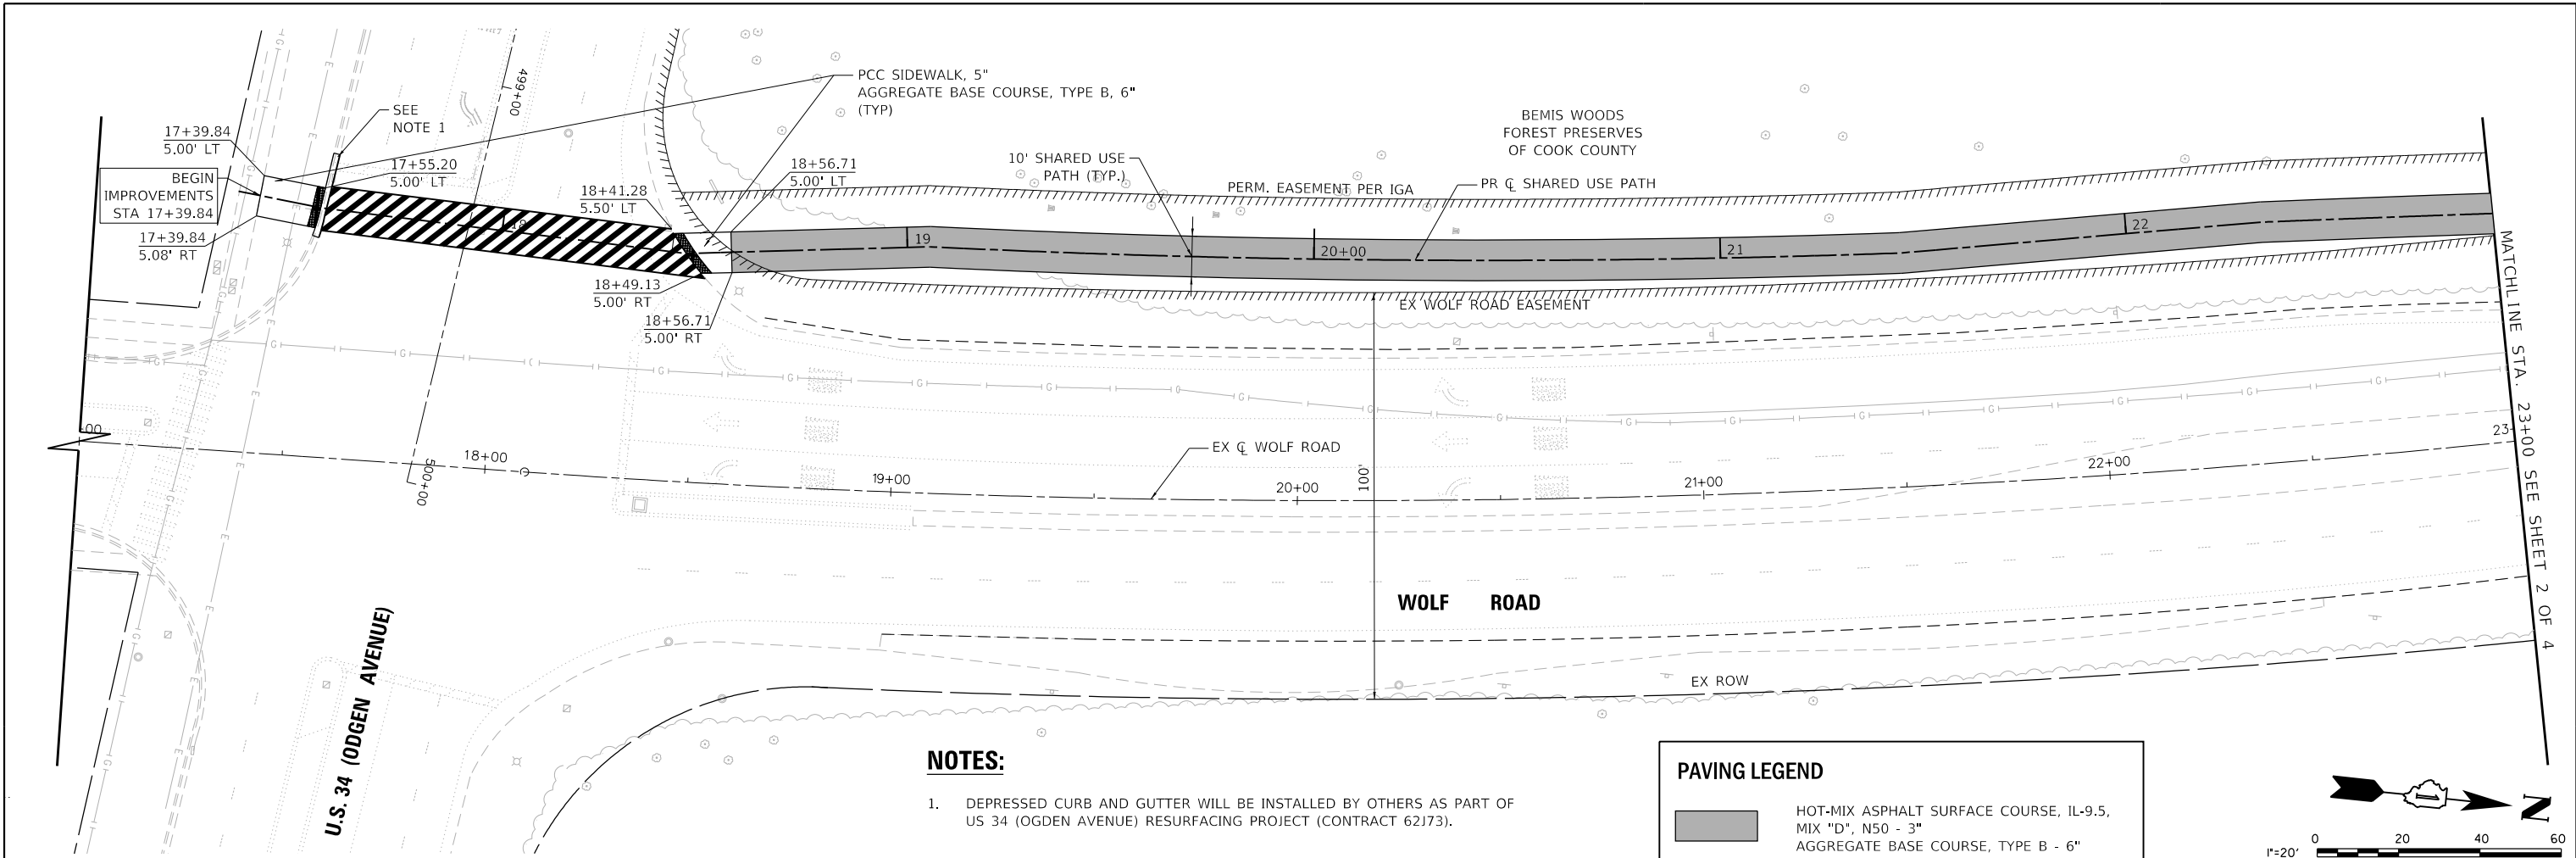 499+00
PCC SIDEWALK, 5"
AGGREGATE BASE COURSE, TYPE B, 6"
(TYP)
SEE
NOTE 1
17+39.84
5.00' LT
BEGIN
IMPROVEMENTS
STA 17+39.84
17+55.20
5.00' LT
17+39.84
5.08' RT
18
18+41.28
5.50' LT
18+56.71
5.00' LT
10' SHARED USE
PATH (TYP.)
BEMIS WOODS
FOREST PRESERVES
OF COOK COUNTY
PERM. EASEMENT PER IGA
PR ℄ SHARED USE PATH
19
20+00
21
22
18+49.13
5.00' RT
18+56.71
5.00' RT
EX WOLF ROAD EASEMENT
MATCHLINE STA. 23+00 SEE SHEET 2 OF 4
00
500+00
18+00
19+00
EX ℄ WOLF ROAD
20+00
100'
21+00
22+00
23
WOLF ROAD
EX ROW
U.S. 34 (ODGEN AVENUE)
NOTES:
1. DEPRESSED CURB AND GUTTER WILL BE INSTALLED BY OTHERS AS PART OF
US 34 (OGDEN AVENUE) RESURFACING PROJECT (CONTRACT 62J73).
PAVING LEGEND
HOT-MIX ASPHALT SURFACE COURSE, IL-9.5,
MIX "D", N50 - 3"
AGGREGATE BASE COURSE, TYPE B - 6"
N
0 20 40 60
1"=20'